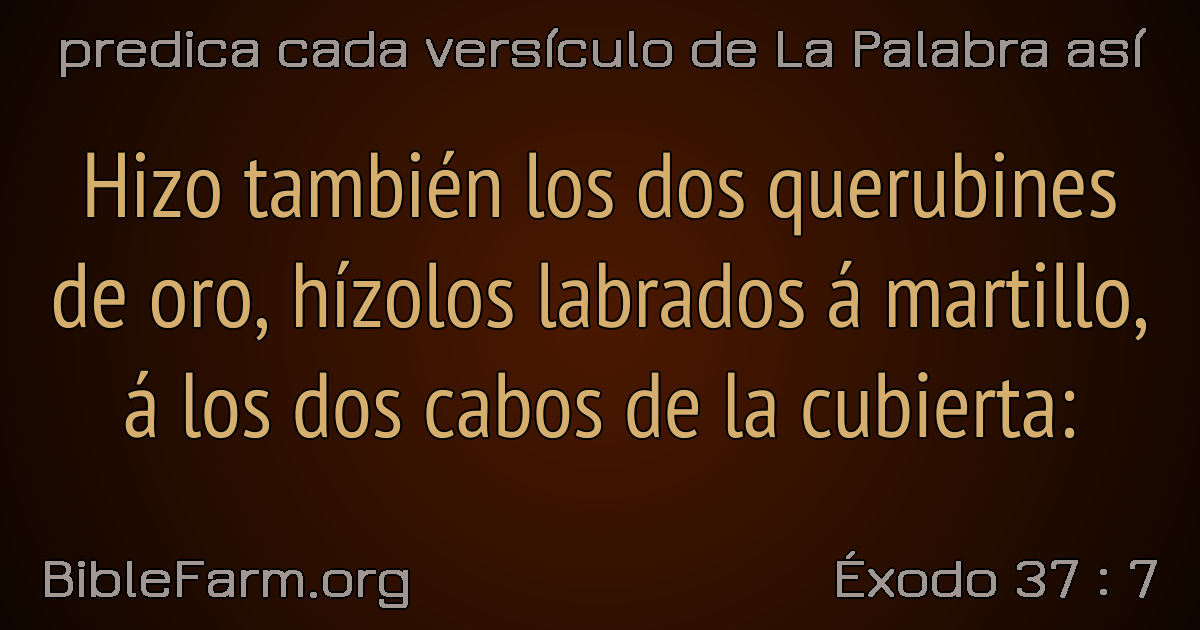 predica cada versículo de La Palabra así
Hizo también los dos querubines
de oro, hízolos labrados á martillo,
á los dos cabos de la cubierta:
BibleFarm.org
Éxodo 37 : 7